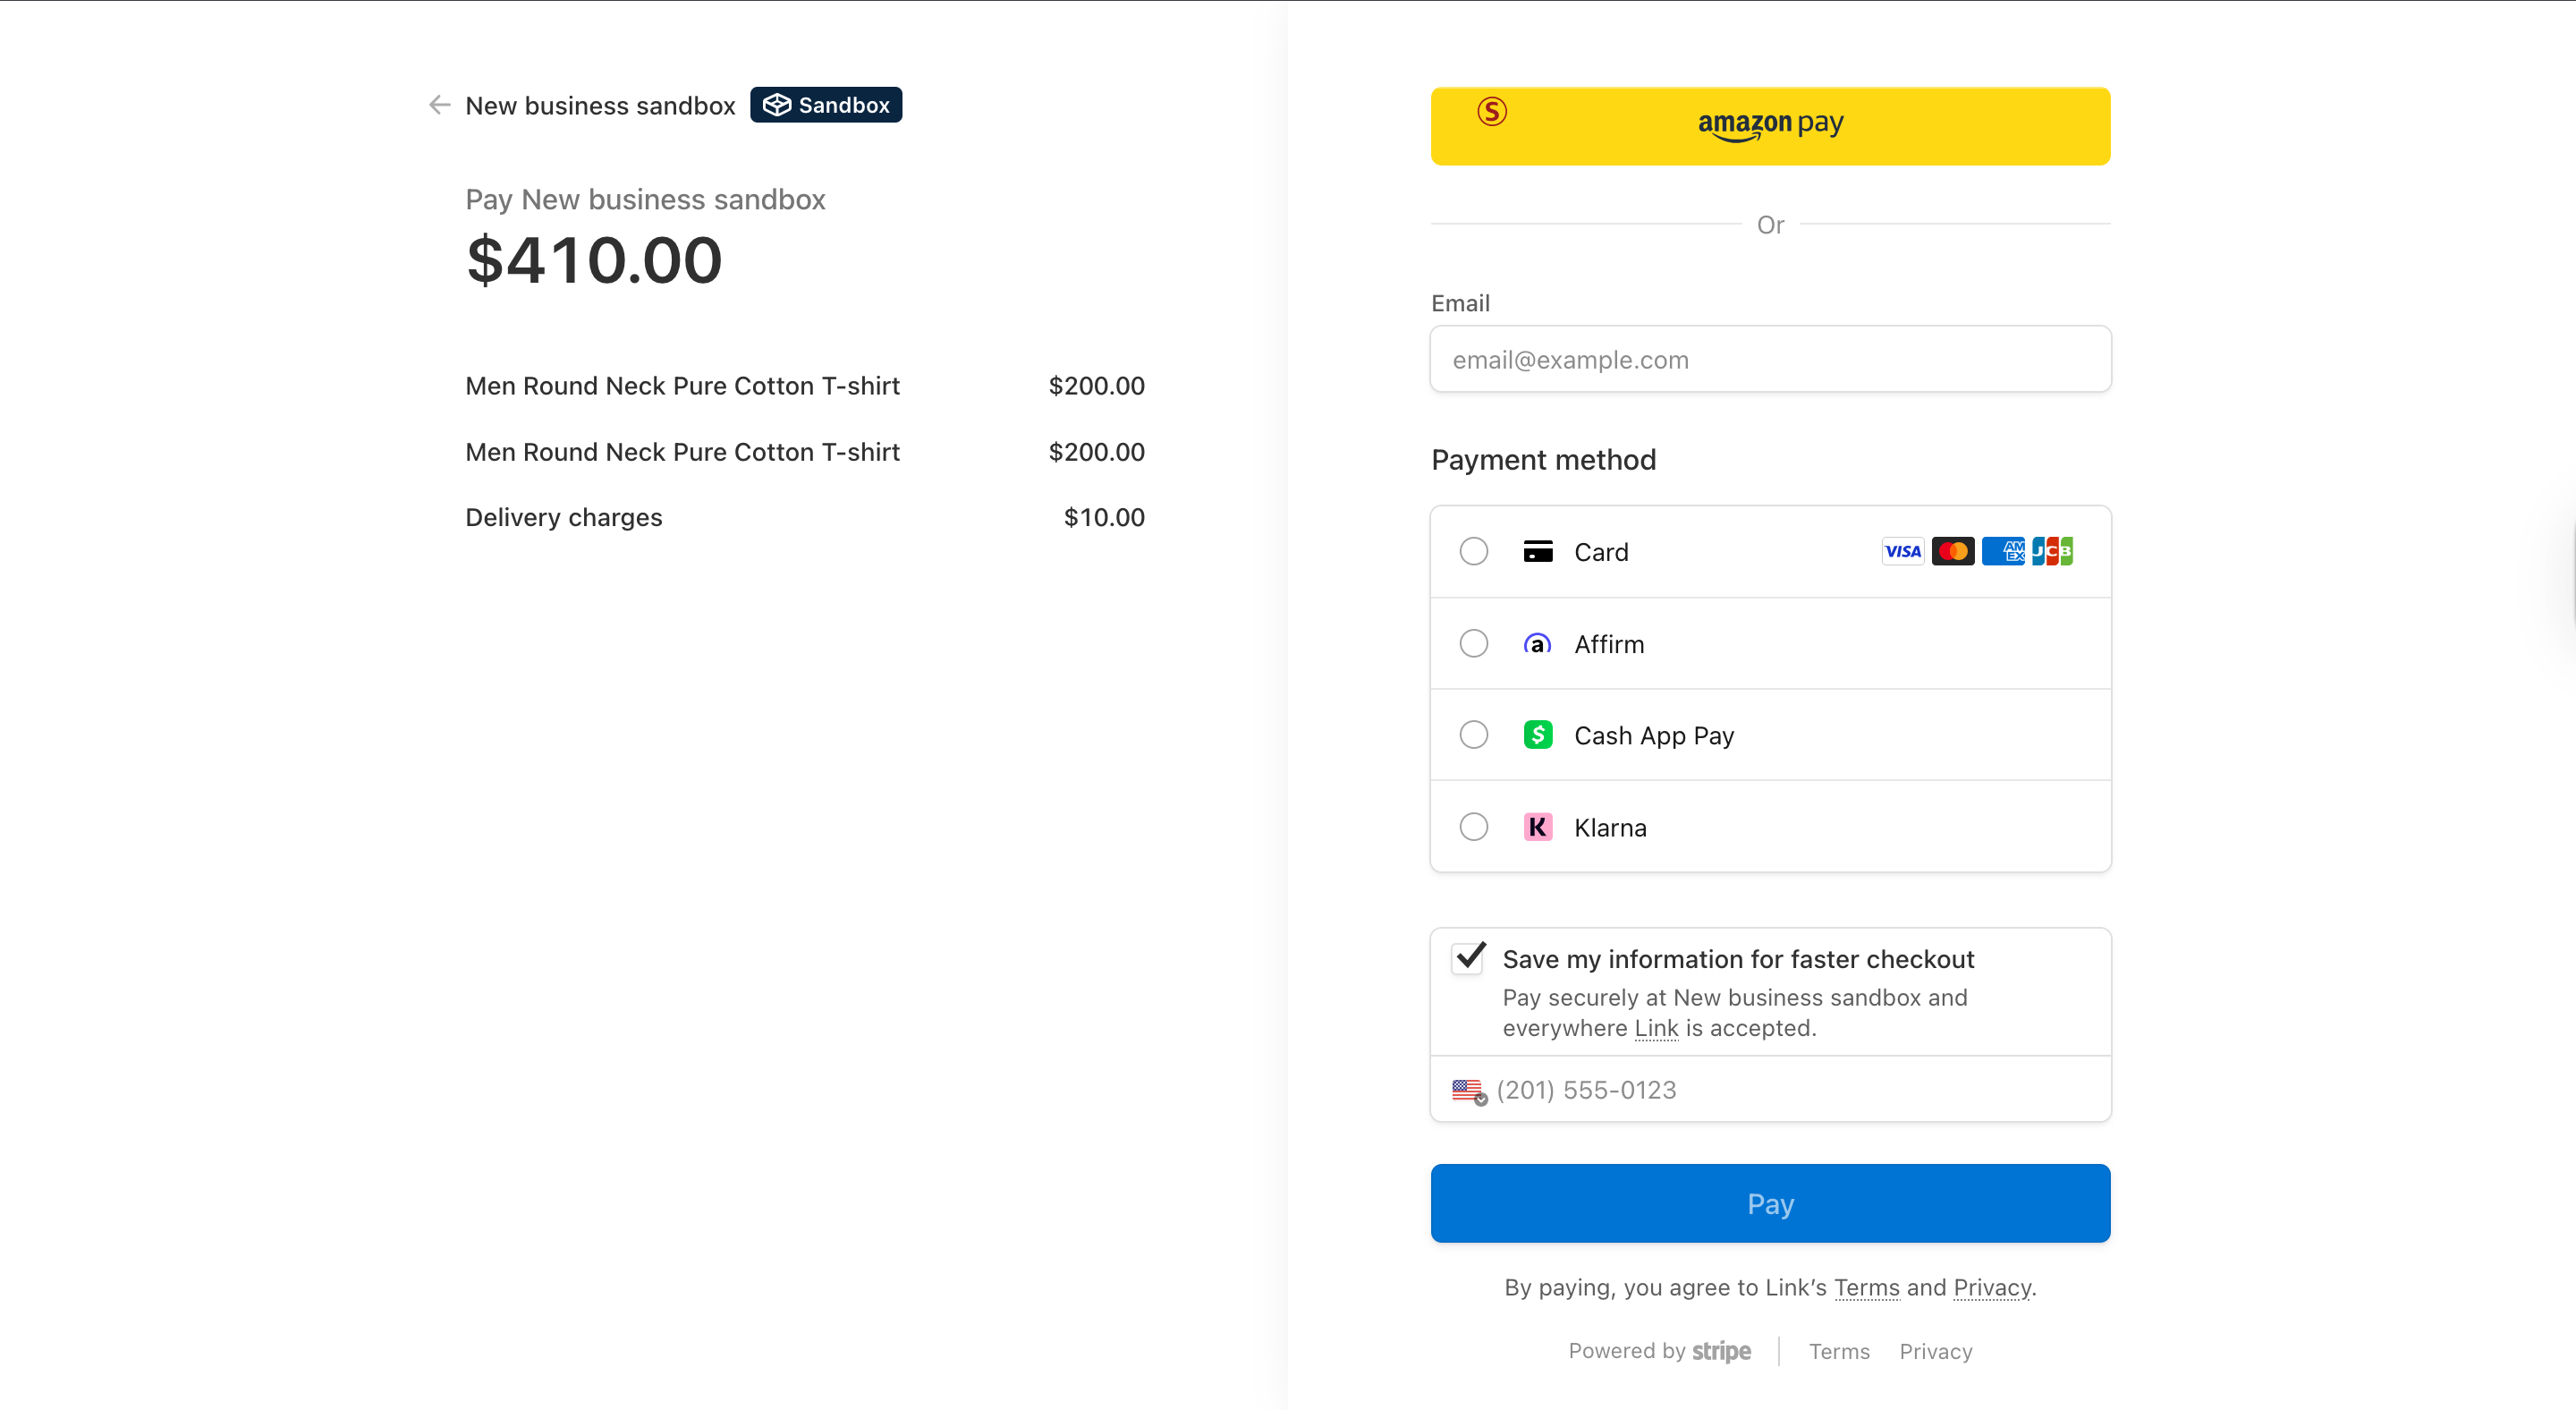 New business sandbox Sandbox
Pay New business sandbox
$410.00
Men Round Neck Pure Cotton T-shirt $200.00
Men Round Neck Pure Cotton T-shirt $200.00
Delivery charges $10.00
S amazon pay
Or
Email
email@example.com
Payment method
Card VISA AM EX JCB
a Affirm
$ Cash App Pay
K Klarna
Save my information for faster checkout
Pay securely at New business sandbox and
everywhere Link is accepted.
(201) 555-0123
Pay
By paying, you agree to Link’s Terms and Privacy.
Powered by stripe Terms Privacy